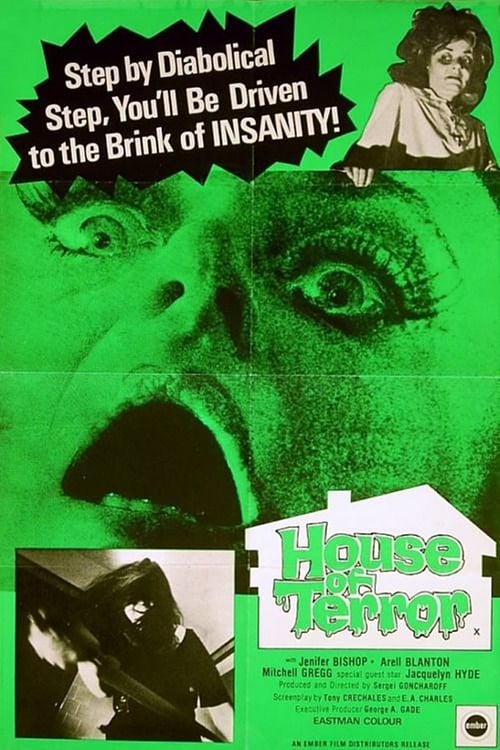 Step by Diabolical
Step, You'll Be Driven
to the Brink of INSANITY!
House
of
Terror
X
with Jenifer BISHOP · Arell BLANTON
Mitchell GREGG special guest star Jacquelyn HYDE
Produced and Directed by Sergei GONCHAROFF
Screenplay by Tony CRECHALES and E.A. CHARLES
Executive Producer George A. GADE
EASTMAN COLOUR
ember
AN EMBER FILM DISTRIBUTORS RELEASE